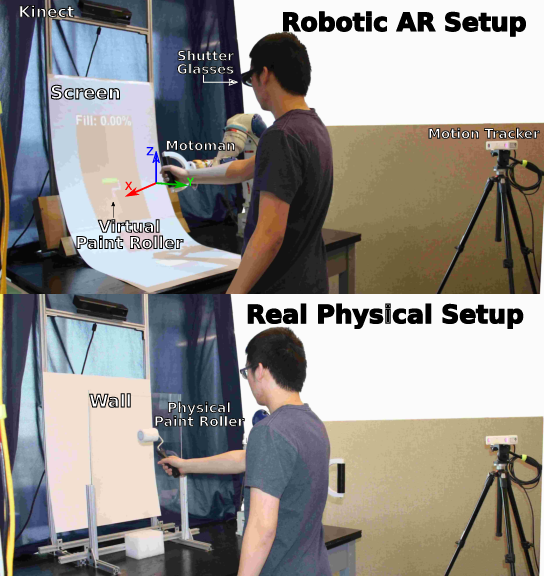 Kinect
Robotic AR Setup
Shutter
Glasses
Screen
Fill: 0.00%
Motoman
Motion Tracker
Z
X
Y
Virtual
Paint Roller
Real Physical Setup
Wall
Physical
Paint Roller